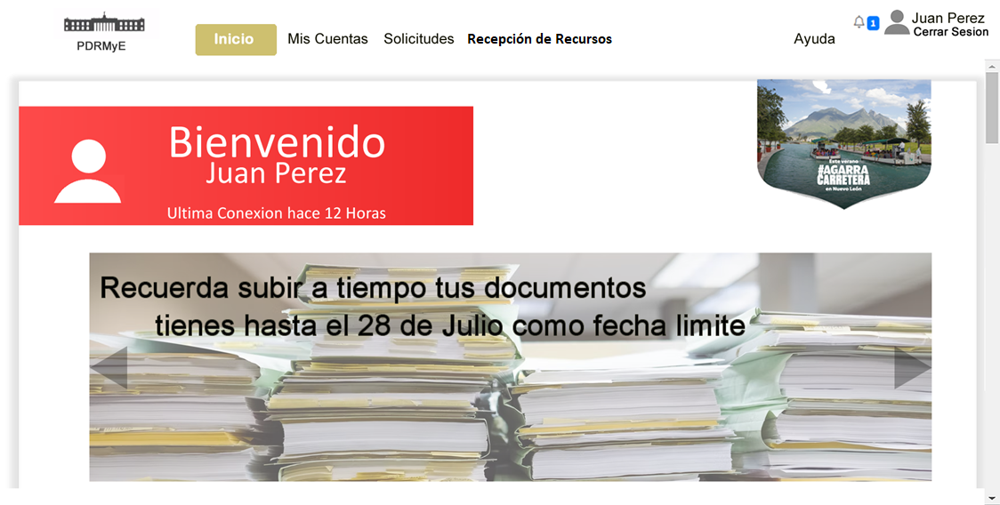 PDRMyE
Inicio
Mis Cuentas
Solicitudes
Recepción de Recursos
Ayuda
1
Juan Perez
Cerrar Sesion
Bienvenido
Juan Perez
Ultima Conexion hace 12 Horas
Este verano
#AGARRA
CARRETERA
en Nuevo León
Recuerda subir a tiempo tus documentos
tienes hasta el 28 de Julio como fecha limite